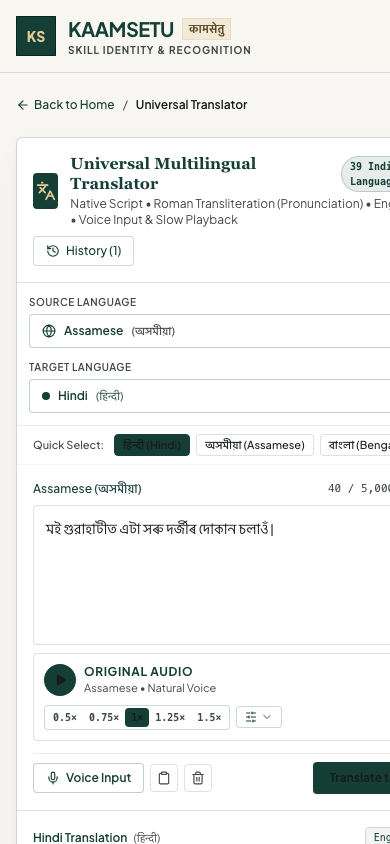 KS
KAAMSETU कामसेतु
SKILL IDENTITY & RECOGNITION
Back to Home / Universal Translator
Universal Multilingual
Translator
39 Indi
Languag
Native Script • Roman Transliteration (Pronunciation) • En
• Voice Input & Slow Playback
History (1)
SOURCE LANGUAGE
Assamese (অসমীয়া)
TARGET LANGUAGE
Hindi (हिन्दी)
Quick Select: हिन्दी (Hindi) অসমীয়া (Assamese) বাংলা (Benga
Assamese (অসমীয়া) 40 / 5,000
মই গুৱাহাটীত এটা সৰু দৰ্জীৰ দোকান চলাওঁ|
ORIGINAL AUDIO
Assamese • Natural Voice
0.5× 0.75× 1× 1.25× 1.5×
Voice Input Translate t
Hindi Translation (हिन्दी) Eng